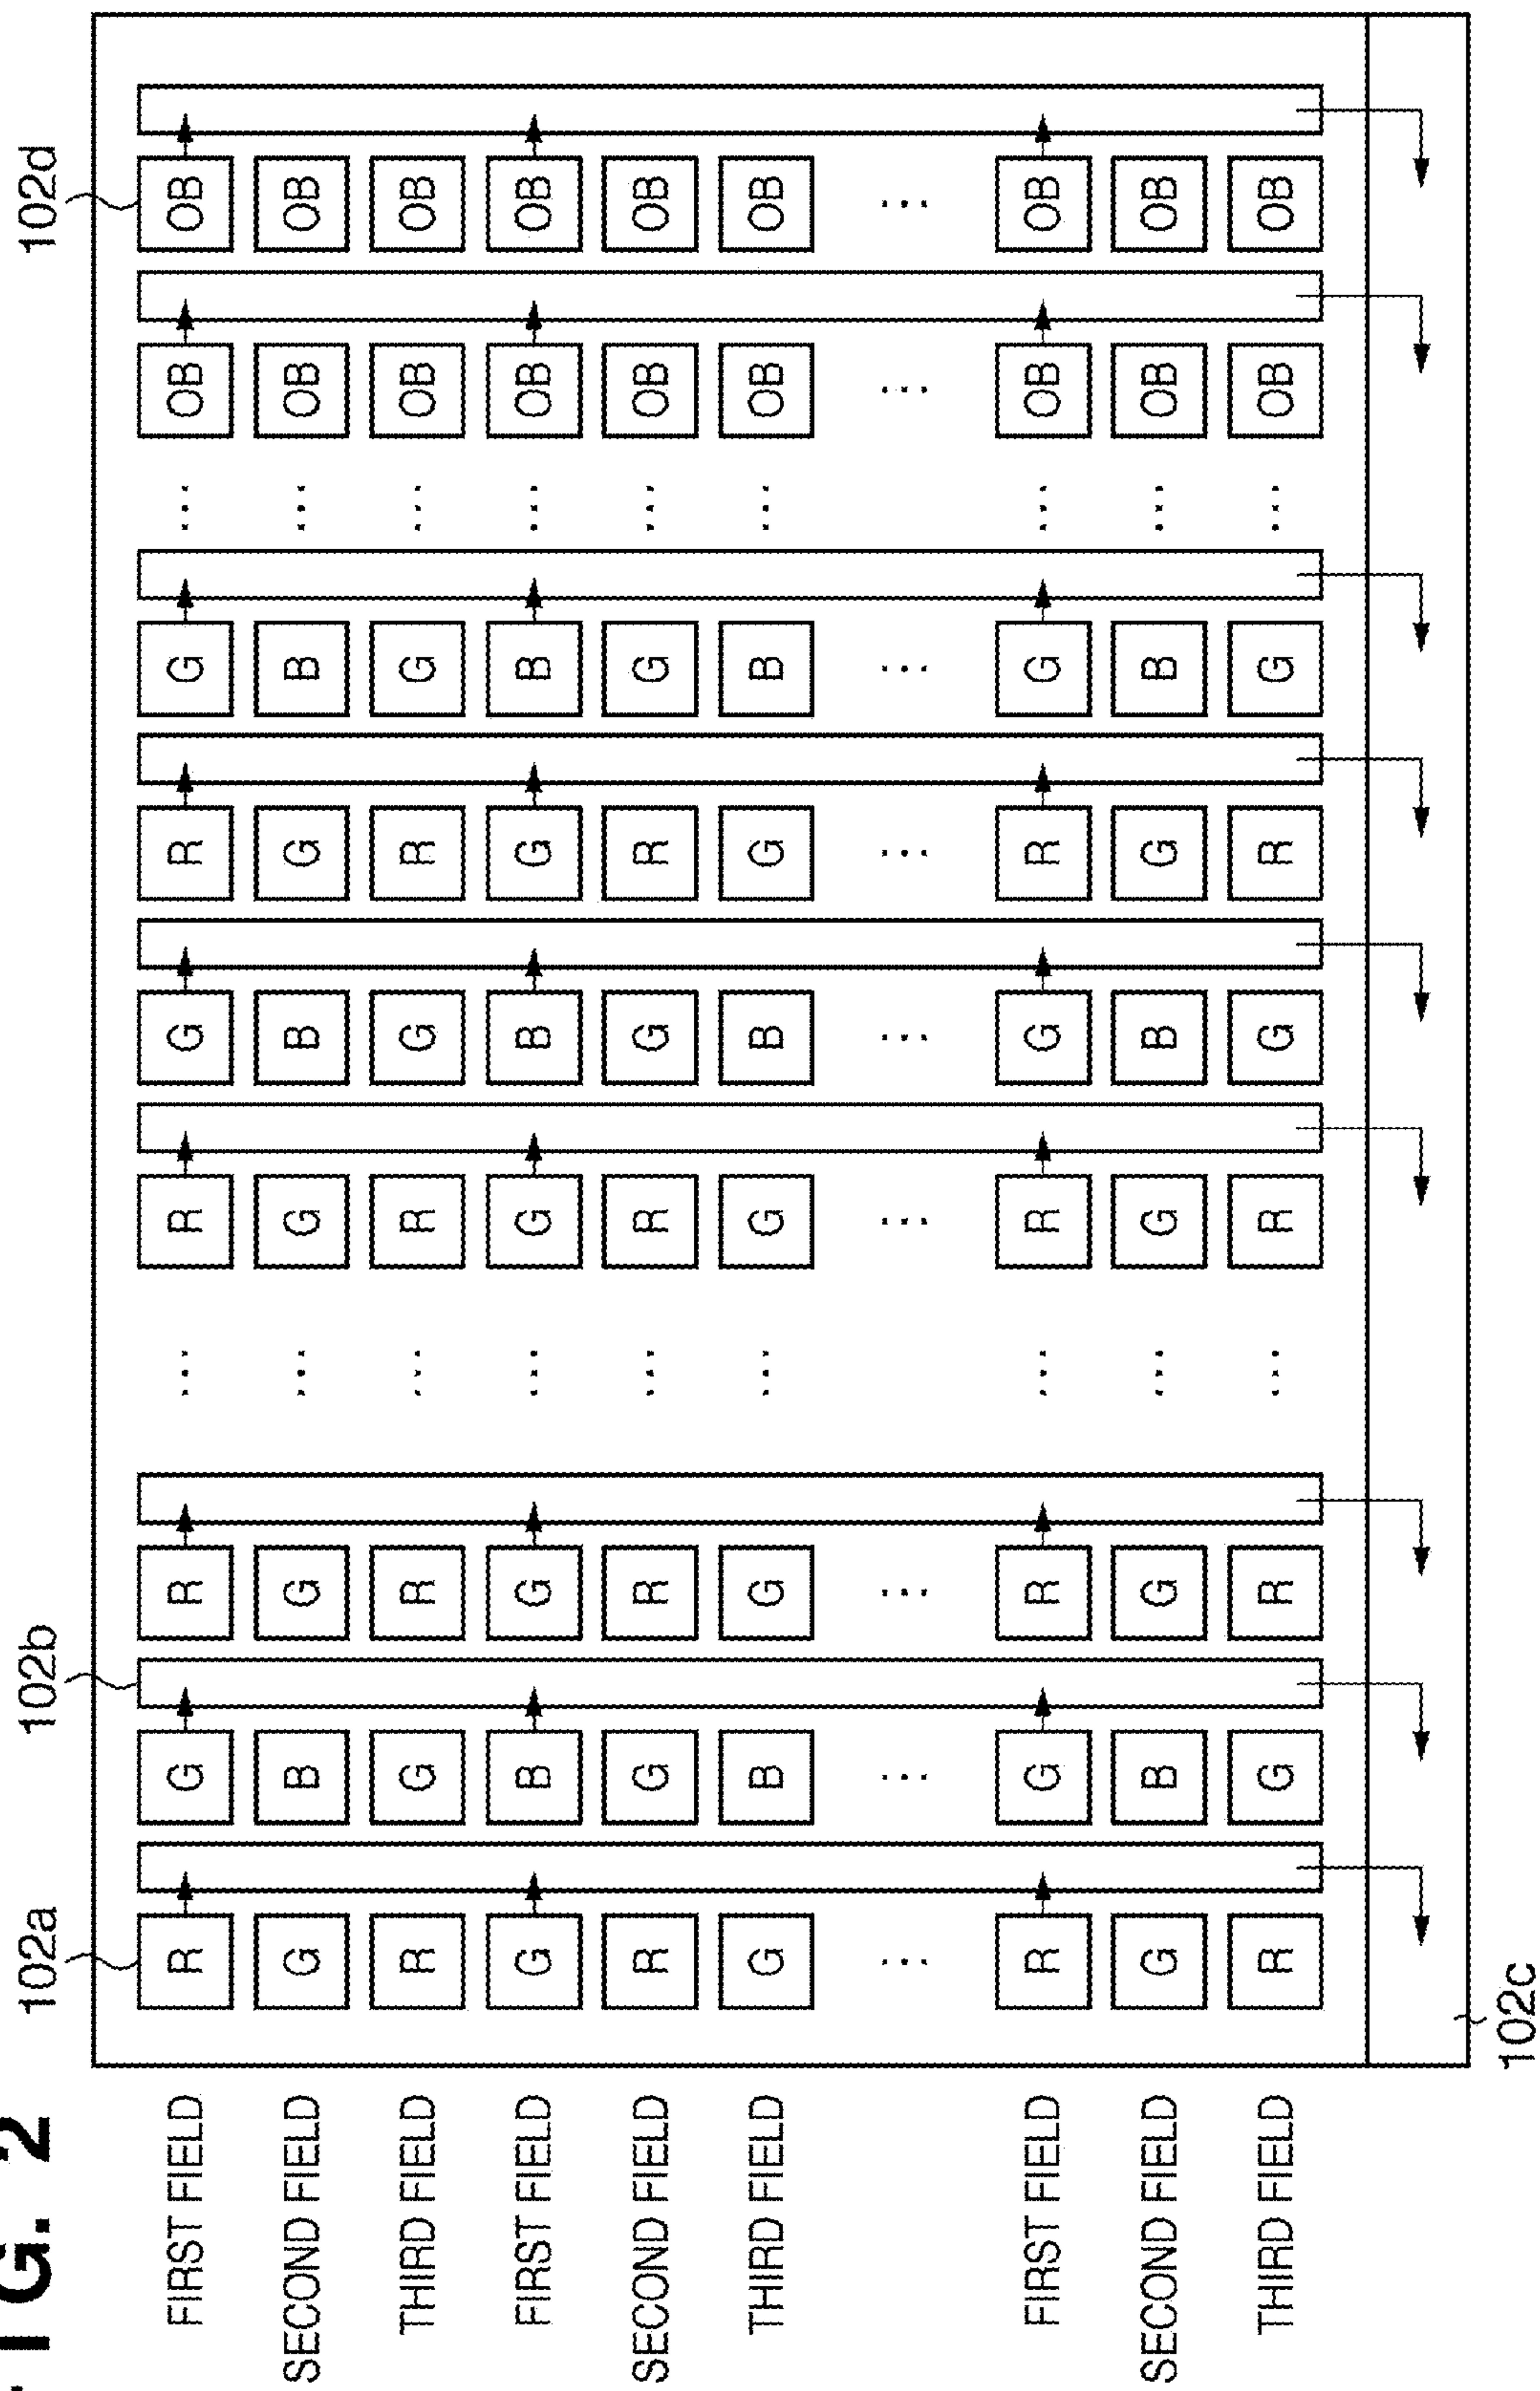 FIG. 2
102a 102b 102d
FIRST FIELD R G R ... R G R G ... OB OB
SECOND FIELD G B G ... G B G B ... OB OB
THIRD FIELD R G R ... R G R G ... OB OB
FIRST FIELD G B G ... G B G B ... OB OB
SECOND FIELD R G R ... R G R G ... OB OB
THIRD FIELD G B G ... G B G B ... OB OB
... ... ... ... ... ... ... ... ...
FIRST FIELD R G R ... R G R G ... OB OB
SECOND FIELD G B G ... G B G B ... OB OB
THIRD FIELD R G R ... R G R G ... OB OB
102c